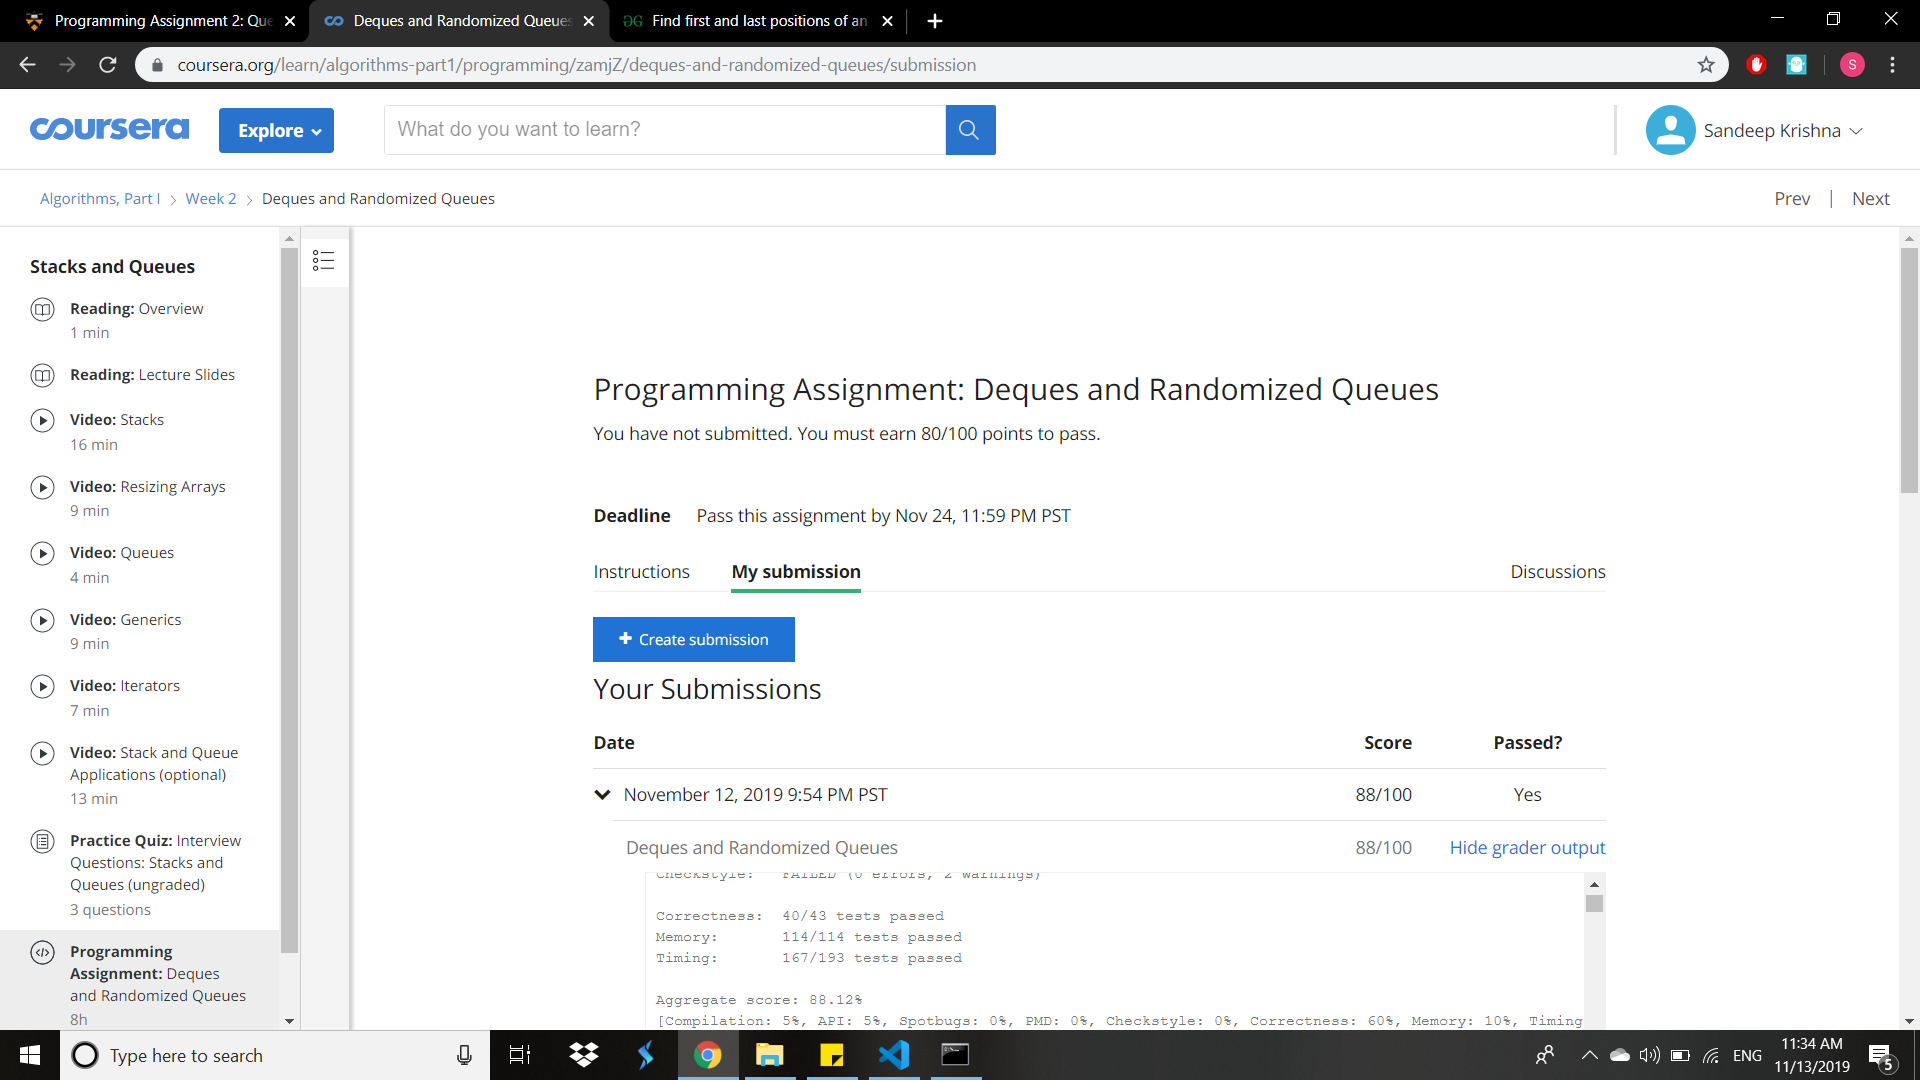 Programming Assignment 2: Que
Deques and Randomized Queues
Find first and last positions of an
coursera.org/learn/algorithms-part1/programming/zamjZ/deques-and-randomized-queues/submission
S
coursera
Explore
What do you want to learn?
Sandeep Krishna
Algorithms, Part I > Week 2 > Deques and Randomized Queues
Prev | Next
Stacks and Queues
Reading: Overview
1 min
Reading: Lecture Slides
Video: Stacks
16 min
Video: Resizing Arrays
9 min
Video: Queues
4 min
Video: Generics
9 min
Video: Iterators
7 min
Video: Stack and Queue
Applications (optional)
13 min
Practice Quiz: Interview
Questions: Stacks and
Queues (ungraded)
3 questions
Programming
Assignment: Deques
and Randomized Queues
8h
Programming Assignment: Deques and Randomized Queues
You have not submitted. You must earn 80/100 points to pass.
Deadline Pass this assignment by Nov 24, 11:59 PM PST
Instructions My submission Discussions
+ Create submission
Your Submissions
Date Score Passed?
November 12, 2019 9:54 PM PST 88/100 Yes
Deques and Randomized Queues 88/100 Hide grader output
Checkstyle: FAILED (0 errors, 2 warnings)
Correctness: 40/43 tests passed
Memory: 114/114 tests passed
Timing: 167/193 tests passed
Aggregate score: 88.12%
[Compilation: 5%, API: 5%, Spotbugs: 0%, PMD: 0%, Checkstyle: 0%, Correctness: 60%, Memory: 10%, Timing
Type here to search
ENG
11:34 AM
11/13/2019
5